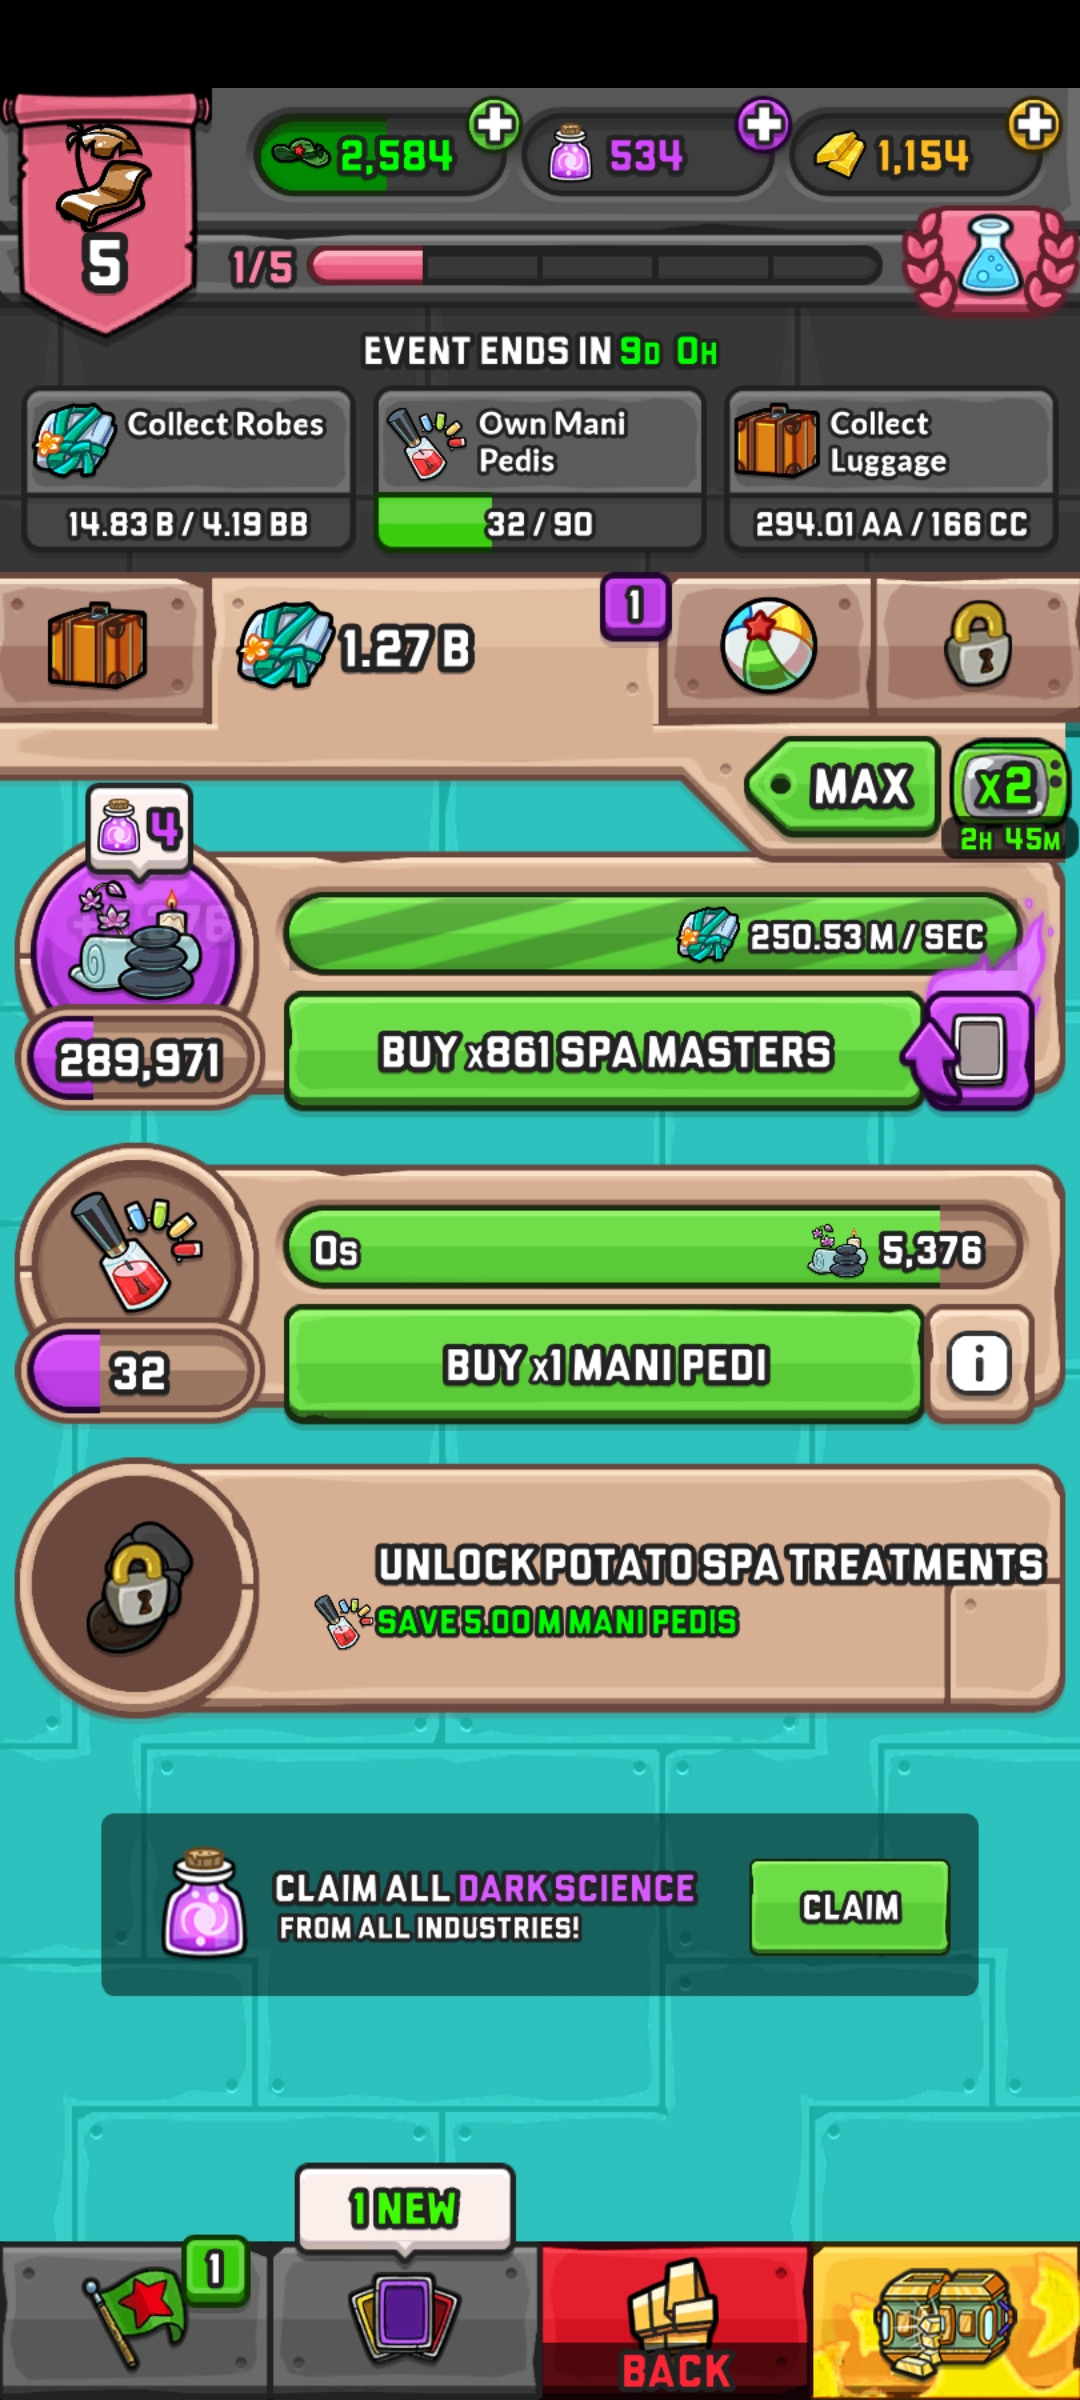 2,584
534
1,154
5
1/5
EVENT ENDS IN 9D 0H
Collect Robes
14.83 B / 4.19 BB
Own Mani
Pedis
32 / 90
Collect
Luggage
294.01 AA / 166 CC
1.27 B
1
MAX
x2
2H 45M
4
250.53 M / SEC
289,971
BUY x861 SPA MASTERS
0s
5,376
32
BUY x1 MANI PEDI
i
UNLOCK POTATO SPA TREATMENTS
SAVE 5.00 M MANI PEDIS
CLAIM ALL DARK SCIENCE
FROM ALL INDUSTRIES!
CLAIM
1 NEW
1
BACK